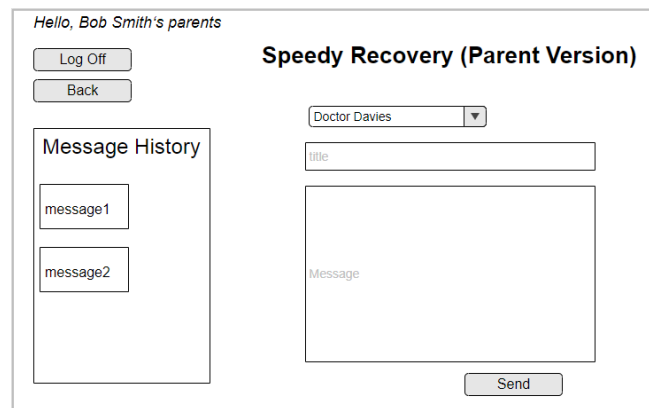 Hello, Bob Smith's parents
Log Off
Back
Speedy Recovery (Parent Version)
Doctor Davies
title
Message History
message1
message2
Message
Send